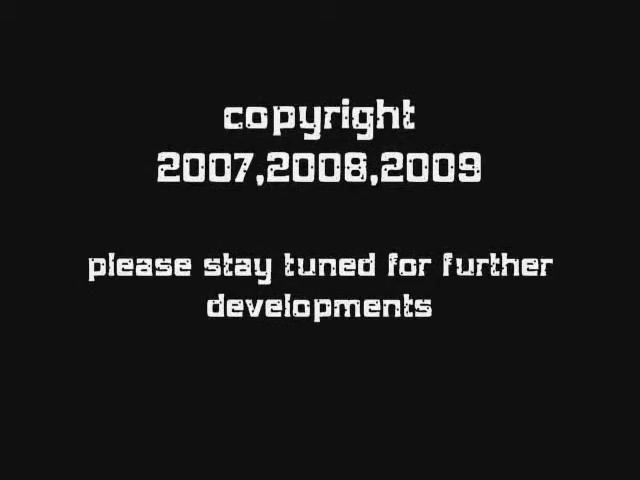 copyright
2007,2008,2009
please stay tuned for further
developments